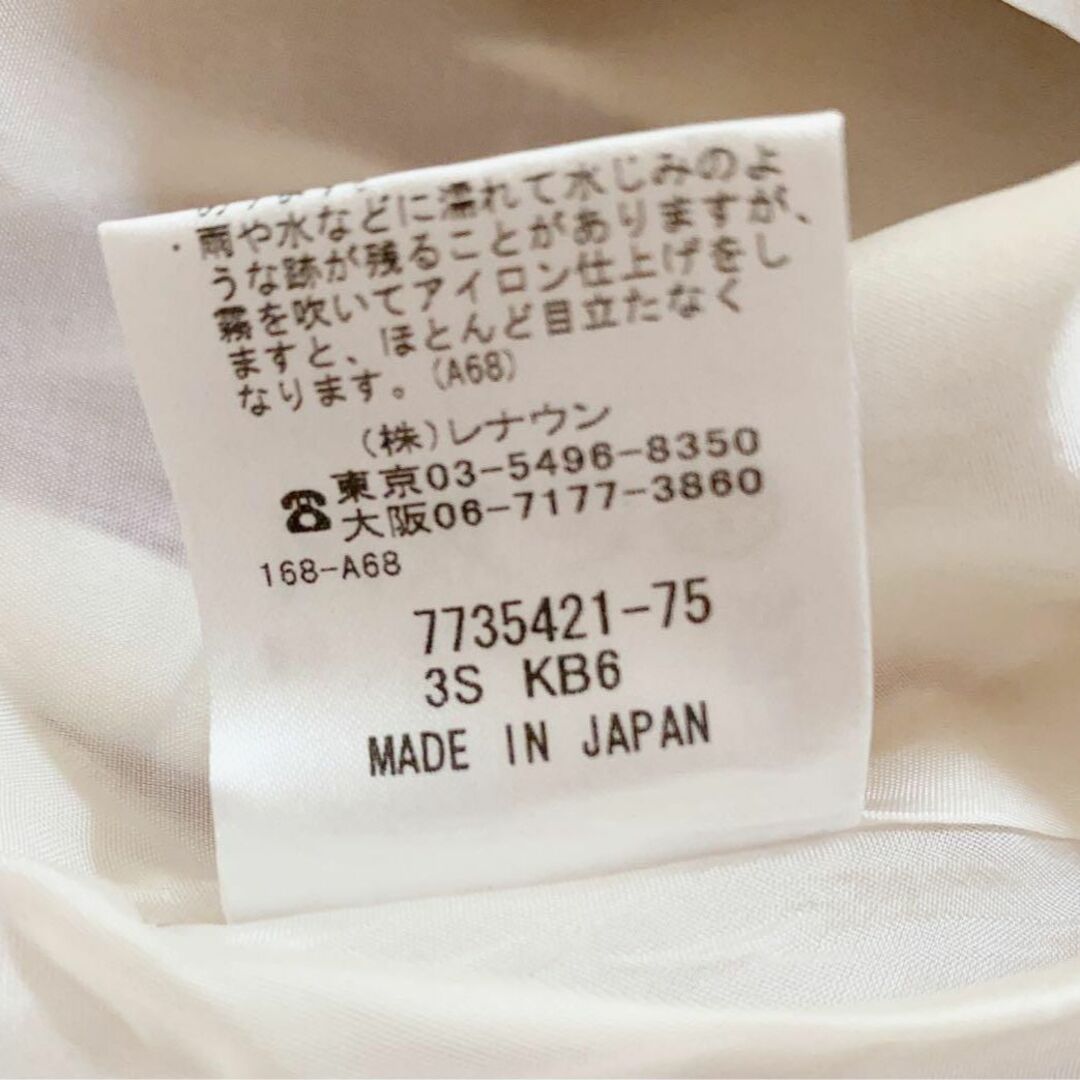 ・雨や水などに濡れて水じみのよ
うな跡が残ることがありますが、
霧を吹いてアイロン仕上げをし
ますと、ほとんど目立たなく
なります。(A68)
(株)レナウン
☎東京03-5496-8350
大阪06-7177-3860
168-A68
7735421-75
3S KB6
MADE IN JAPAN